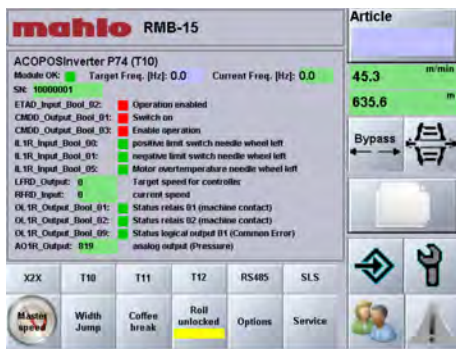 mahlo RMB-15
Article
ACOPOSInverter P74 (T10)
Module OK: Target Freq. [Hz]: 0.0 Current Freq. [Hz]: 0.0
SN: 10000001
ETAD_Input_Bool_02: Operation enabled
CMDD_Output_Bool_01: Switch on
CMDD_Output_Bool_03: Enable operation
IL1R_Input_Bool_00: positive limit switch needle wheel left
IL1R_Input_Bool_01: negative limit switch needle wheel left
IL1R_Input_Bool_05: Motor overtemperature needle wheel left
LFRD_Output: 0 Target speed for controller
RFRD_Input: 0 current speed
OL1R_Output_Bool_01: Status relais 01 (machine contact)
OL1R_Output_Bool_02: Status relais 02 (machine contact)
OL1R_Output_Bool_09: Status logical output 01 (Common Error)
AO1R_Output: 819 analog output (Pressure)
m/min
45.3
m
635.6
Bypass
X2X T10 T11 T12 RS485 SLS
Master speed
Width Jump
Coffee break
Roll unlocked
Options
Service